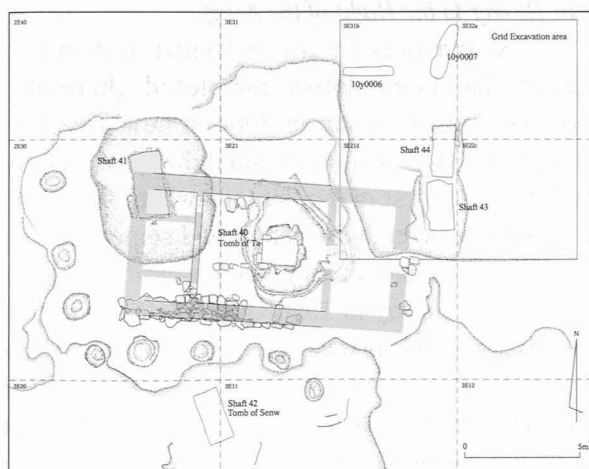 2E40
3E31
3E31b
3E32a
Grid Excavation area
10y0007
10y0006
2E30
3E21
3E21d
3E22c
Shaft 44
Shaft 41
Shaft 43
Shaft 40
Tomb of Ta
2E20
3E11
3E12
N
Shaft 42
Tomb of Senw
0
5m